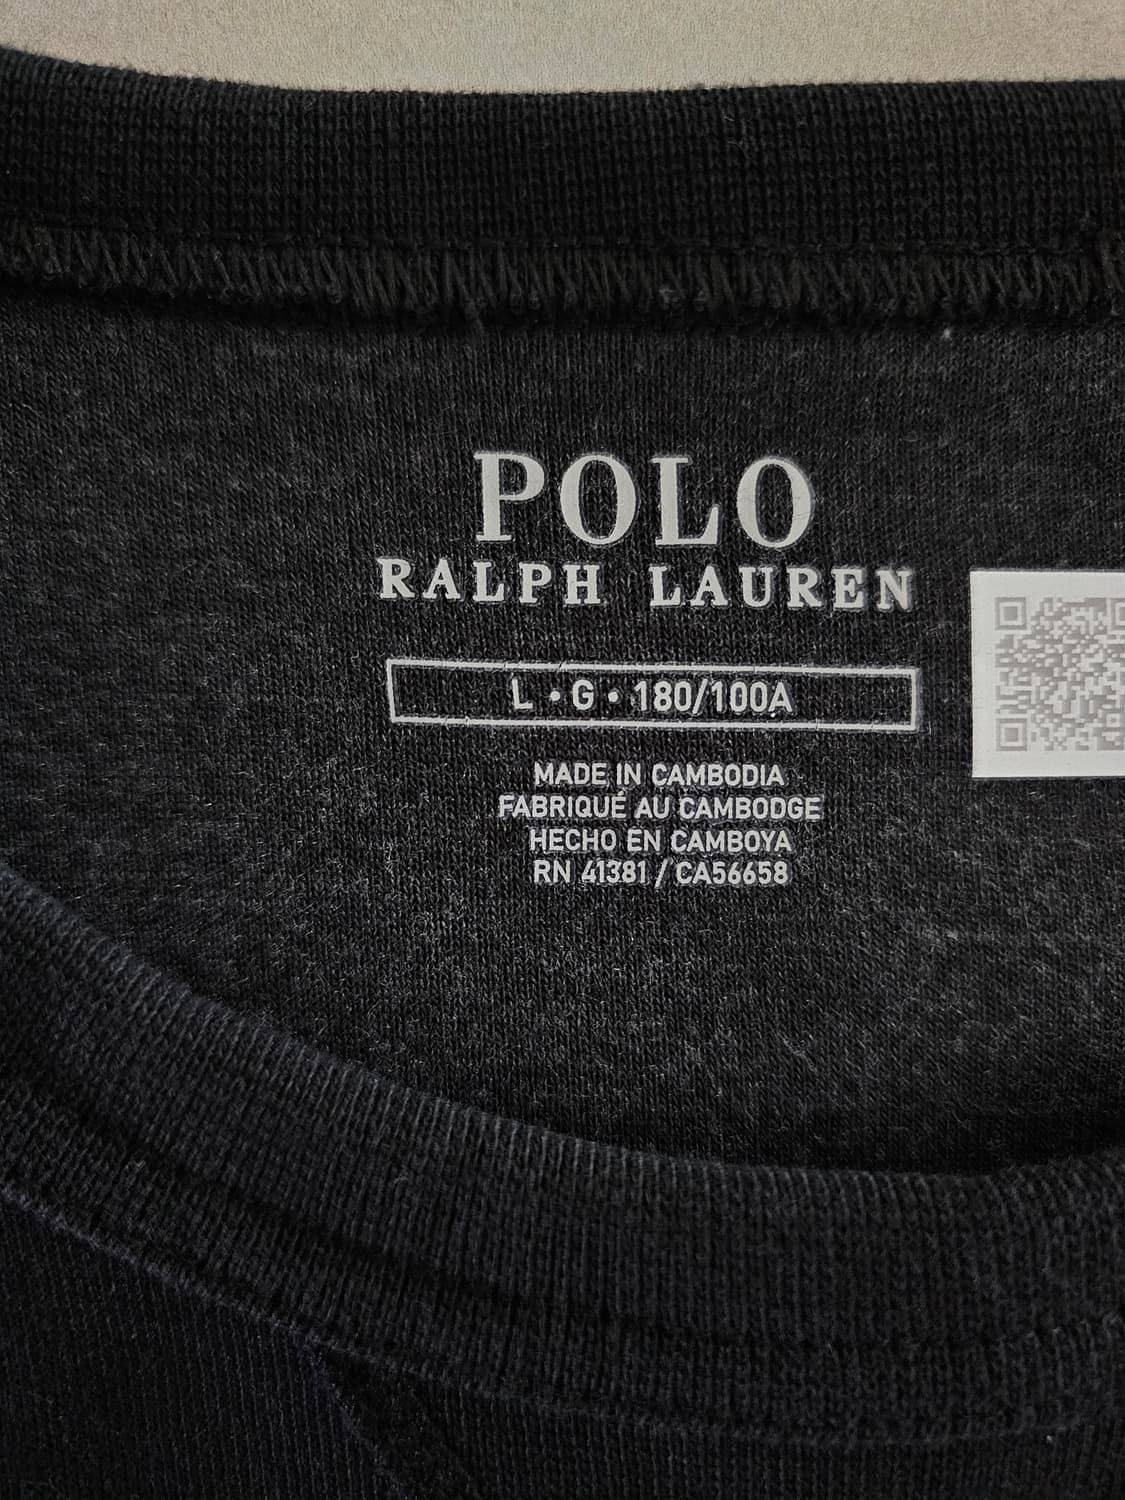 POLO
RALPH LAUREN
L • G • 180/100A
MADE IN CAMBODIA
FABRIQUÉ AU CAMBODGE
HECHO EN CAMBOYA
RN 41381 / CA56658